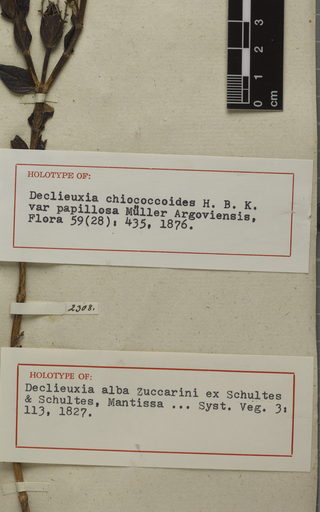 0 1 2 3
cm
HOLOTYPE OF:
Declieuxia chiococcoides H. B. K.
var papillosa Müller Argoviensis,
Flora 59(28): 435, 1876.
2308.
HOLOTYPE OF:
Declieuxia alba Zuccarini ex Schultes
& Schultes, Mantissa ... Syst. Veg. 3:
113, 1827.